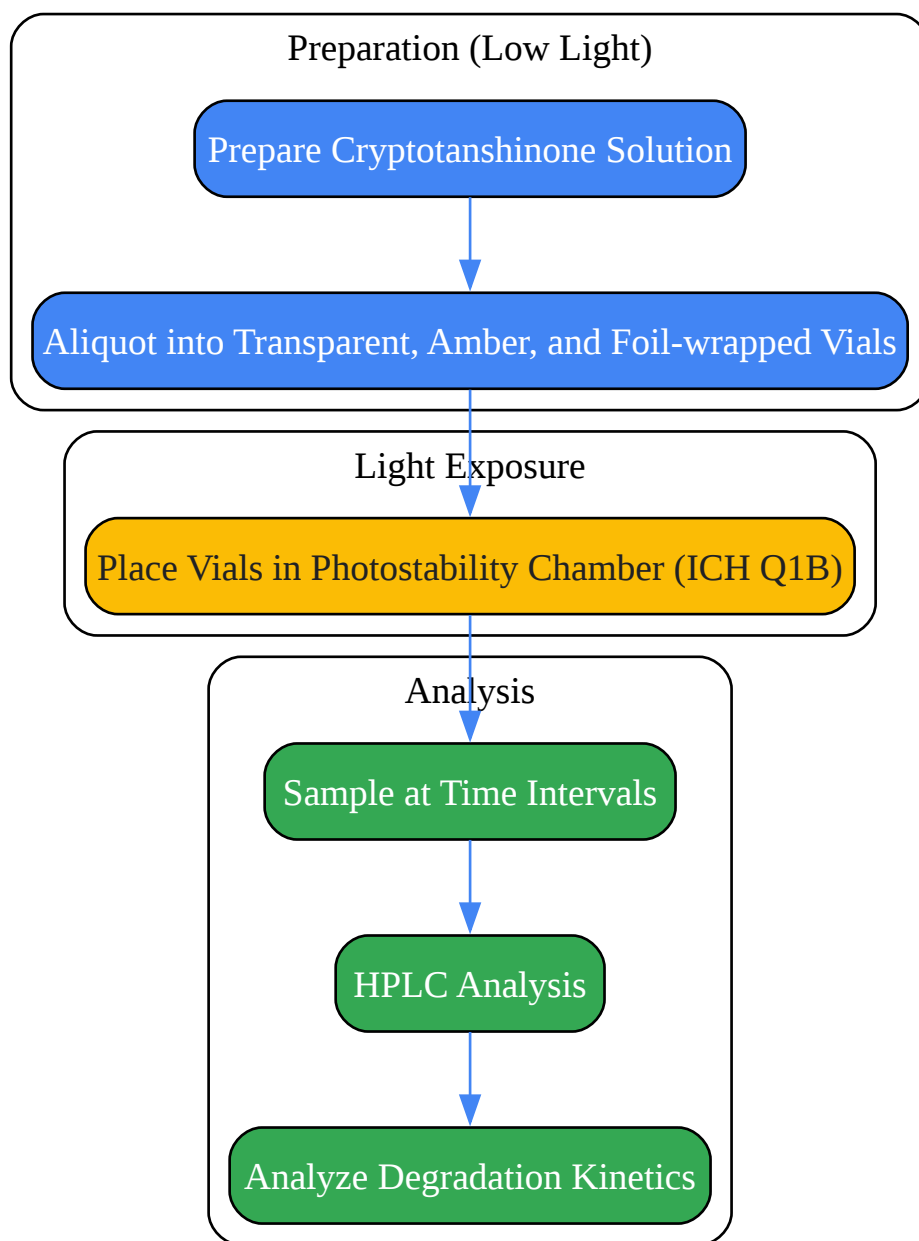 Preparation (Low Light)
Prepare Cryptotanshinone Solution
Aliquot into Transparent, Amber, and Foil-wrapped Vials
Light Exposure
Place Vials in Photostability Chamber (ICH Q1B)
Analysis
Sample at Time Intervals
HPLC Analysis
Analyze Degradation Kinetics